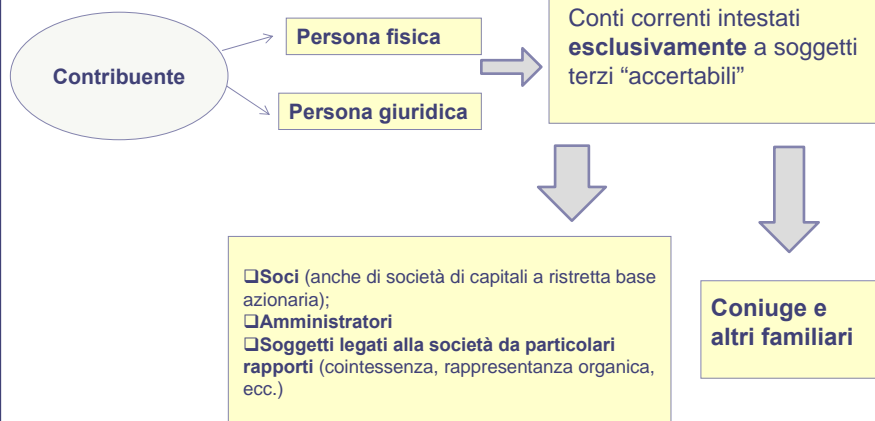 Contribuente
Persona fisica
Persona giuridica
Conti correnti intestati
esclusivamente a soggetti
terzi “accertabili”
❑Soci (anche di società di capitali a ristretta base
azionaria);
❑Amministratori
❑Soggetti legati alla società da particolari
rapporti (cointessenza, rappresentanza organica,
ecc.)
Coniuge e
altri familiari